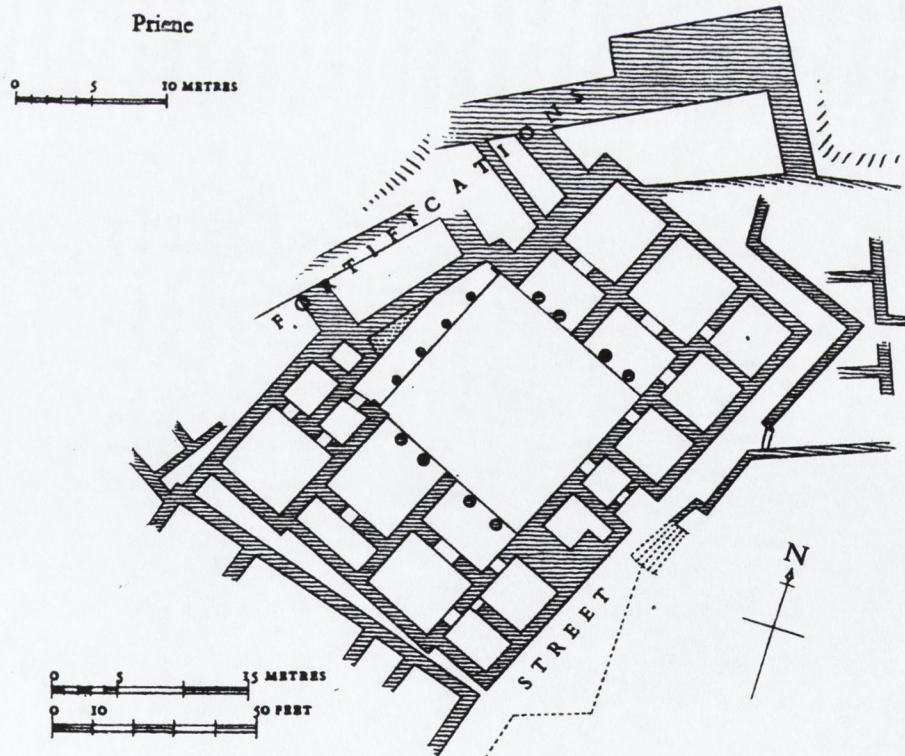 Priene
0 5 10 METRES
FORTIFICATIONS
N
STREET
0 5 15 METRES
0 10 50 FEET